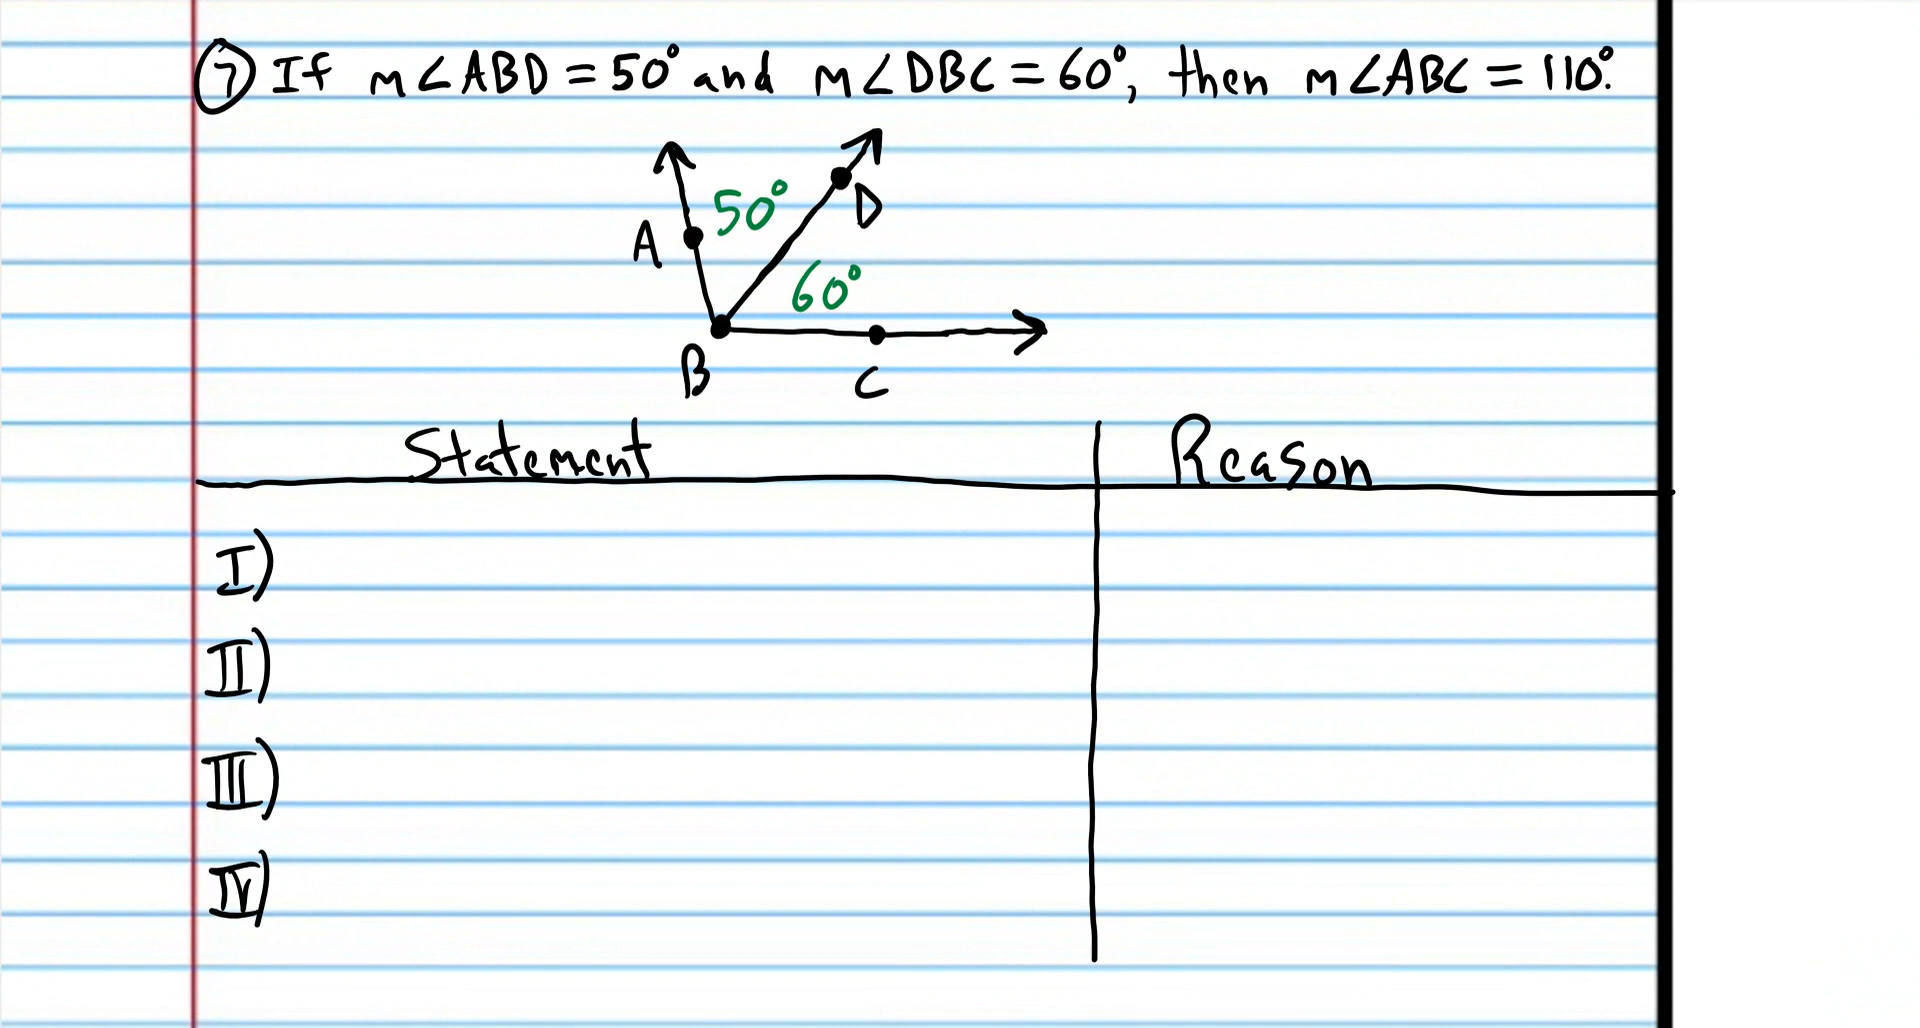 ⑦ If m∠ABD = 50° and m∠DBC = 60°, then m∠ABC = 110°.
50°
D
A
60°
B
C
Statement Reason
I)
II)
III)
IV)